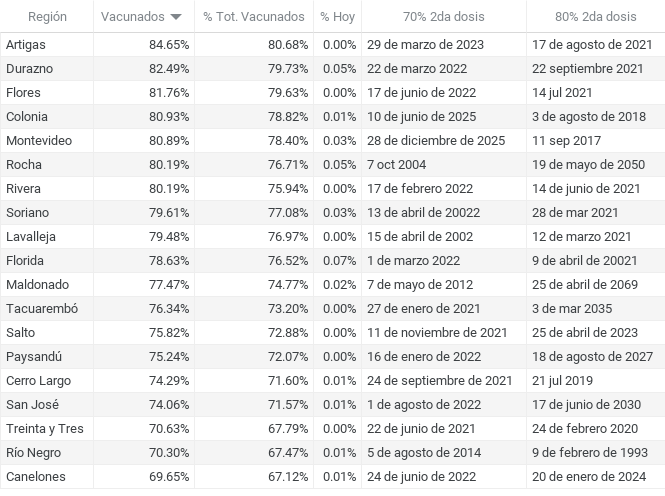 Región Vacunados % Tot. Vacunados % Hoy 70% 2da dosis 80% 2da dosis
Artigas 84.65% 80.68% 0.00% 29 de marzo de 2023 17 de agosto de 2021
Durazno 82.49% 79.73% 0.05% 22 de marzo 2022 22 septiembre 2021
Flores 81.76% 79.63% 0.00% 17 de junio de 2022 14 jul 2021
Colonia 80.93% 78.82% 0.01% 10 de junio de 2025 3 de agosto de 2018
Montevideo 80.89% 78.40% 0.03% 28 de diciembre de 2025 11 sep 2017
Rocha 80.19% 76.71% 0.05% 7 oct 2004 19 de mayo de 2050
Rivera 80.19% 75.94% 0.00% 17 de febrero 2022 14 de junio de 2021
Soriano 79.61% 77.08% 0.03% 13 de abril de 20022 28 de mar 2021
Lavalleja 79.48% 76.97% 0.00% 15 de abril de 2002 12 de marzo 2021
Florida 78.63% 76.52% 0.07% 1 de marzo 2022 9 de abril de 20021
Maldonado 77.47% 74.77% 0.02% 7 de mayo de 2012 25 de abril de 2069
Tacuarembó 76.34% 73.20% 0.00% 27 de enero de 2021 3 de mar 2035
Salto 75.82% 72.88% 0.00% 11 de noviembre de 2021 25 de abril de 2023
Paysandú 75.24% 72.07% 0.00% 16 de enero de 2022 18 de agosto de 2027
Cerro Largo 74.29% 71.60% 0.01% 24 de septiembre de 2021 21 jul 2019
San José 74.06% 71.57% 0.01% 1 de agosto de 2022 17 de junio de 2030
Treinta y Tres 70.63% 67.79% 0.00% 22 de junio de 2021 24 de febrero 2020
Río Negro 70.30% 67.47% 0.01% 5 de agosto de 2014 9 de febrero de 1993
Canelones 69.65% 67.12% 0.01% 24 de junio de 2022 20 de enero de 2024